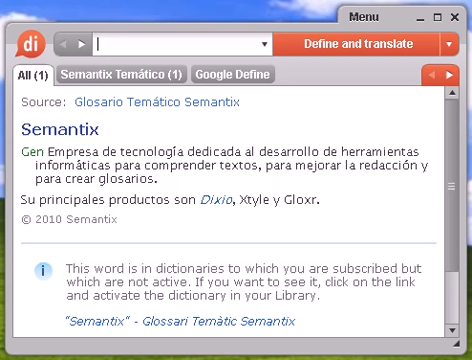 Menu
di
Define and translate
All (1) Semantix Temático (1) Google Define
Source: Glosario Temático Semantix
Semantix
Gen Empresa de tecnología dedicada al desarrollo de herramientas
informáticas para comprender textos, para mejorar la redacción y
para crear glosarios.
Su principales productos son Dixio, Xtyle y Gloxr.
© 2010 Semantix
i
This word is in dictionaries to which you are subscribed but
which are not active. If you want to see it, click on the link
and activate the dictionary in your Library.
"Semantix" - Glossari Temàtic Semantix